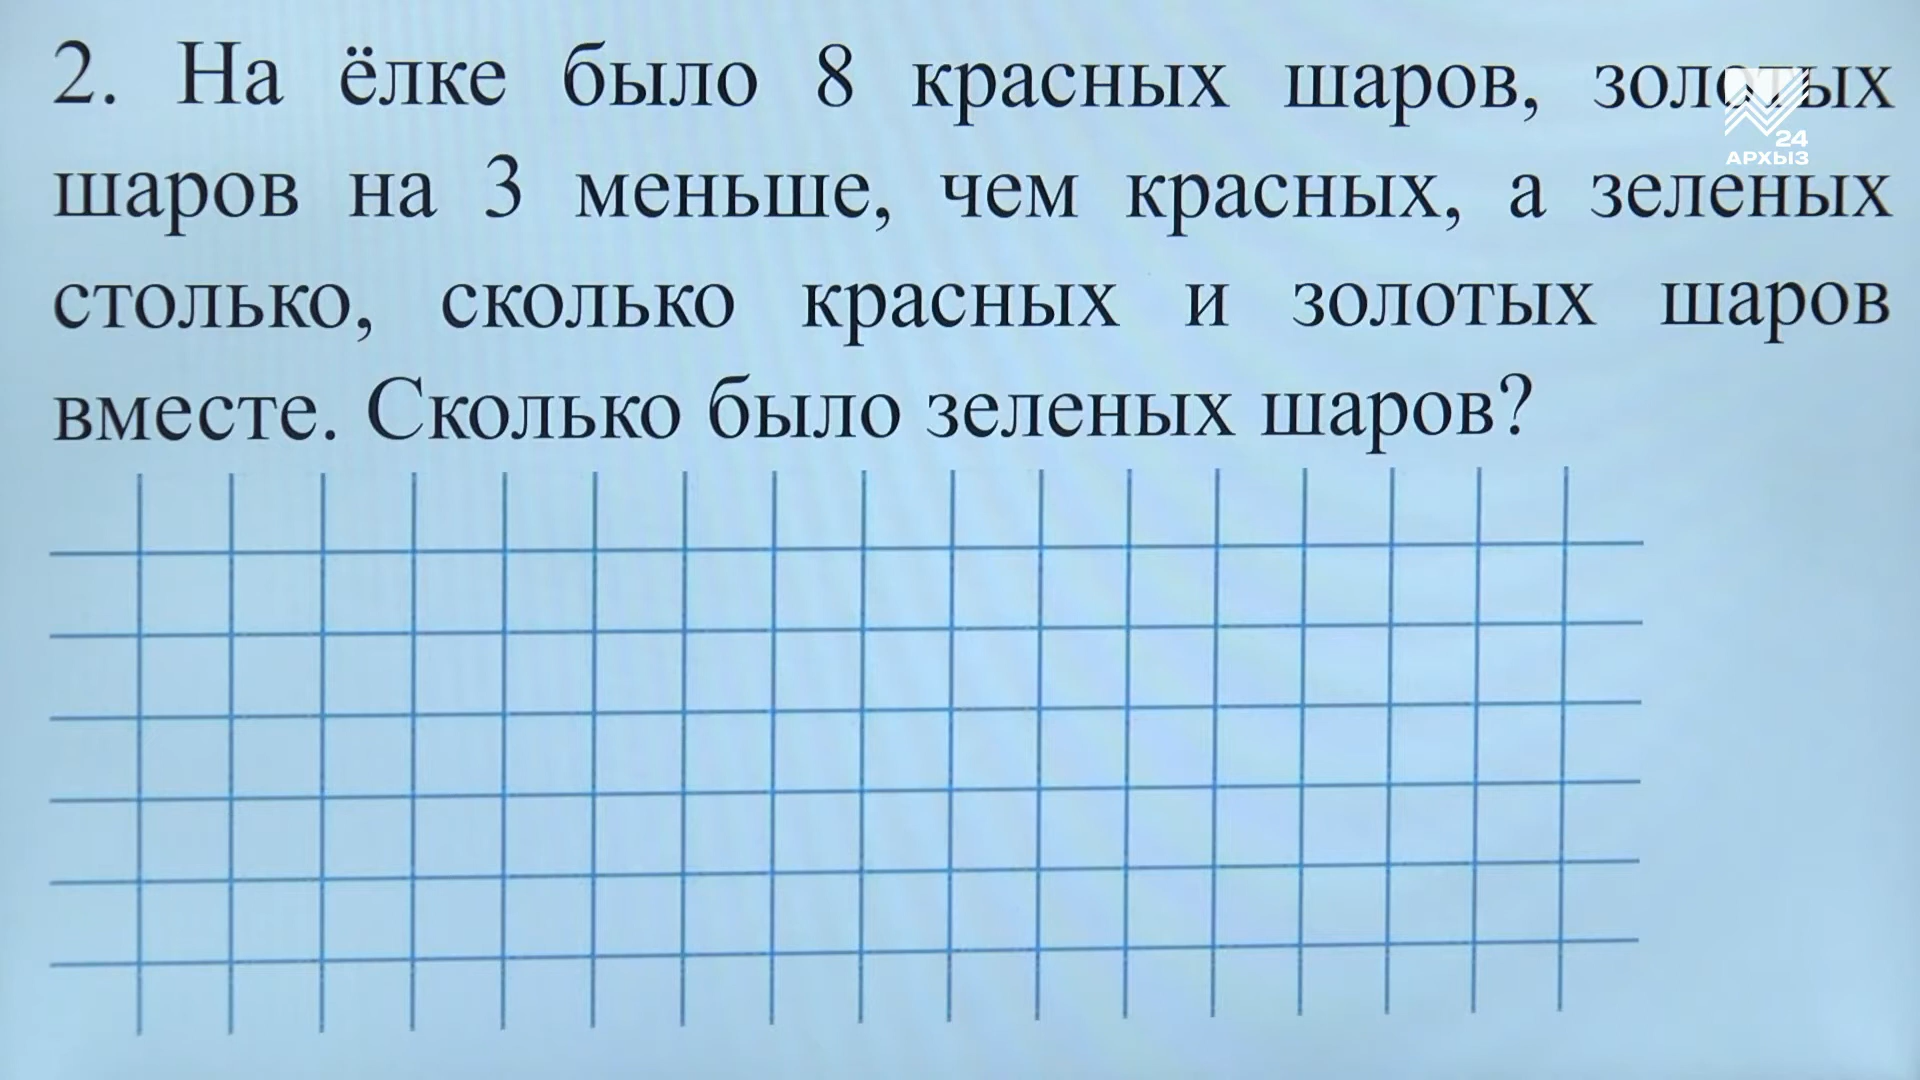 2. На ёлке было 8 красных шаров, золотых
шаров на 3 меньше, чем красных, а зеленых
столько, сколько красных и золотых шаров
вместе. Сколько было зеленых шаров?
24
АРХЫЗ